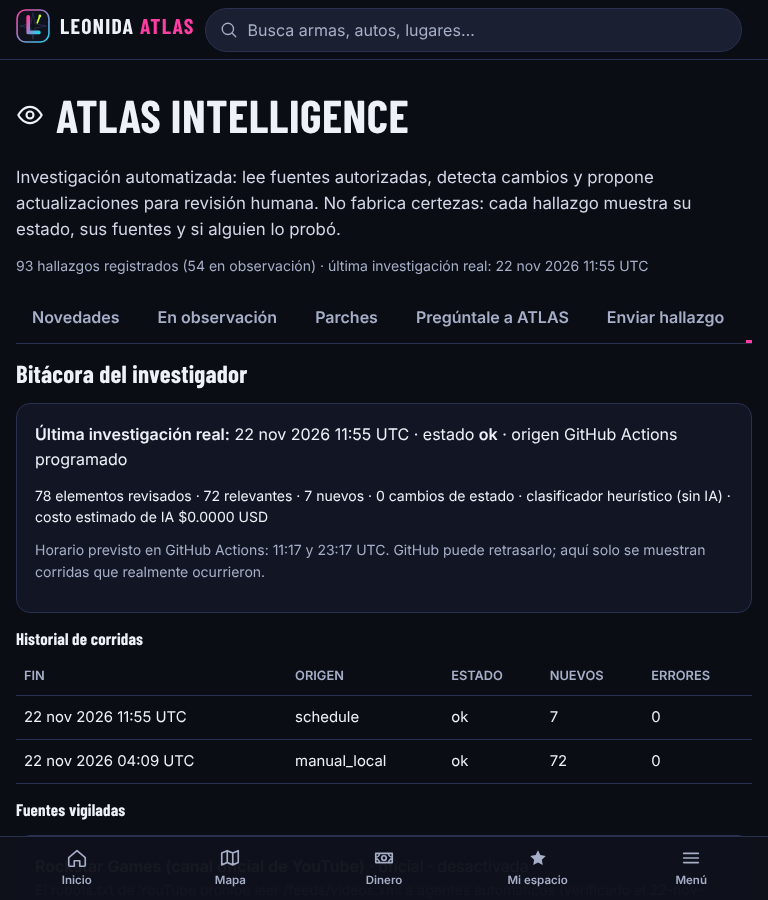 LEONIDA ATLAS
Busca armas, autos, lugares...
ATLAS INTELLIGENCE
Investigación automatizada: lee fuentes autorizadas, detecta cambios y propone
actualizaciones para revisión humana. No fabrica certezas: cada hallazgo muestra su
estado, sus fuentes y si alguien lo probó.
93 hallazgos registrados (54 en observación) · última investigación real: 22 nov 2026 11:55 UTC
Novedades En observación Parches Pregúntale a ATLAS Enviar hallazgo
Bitácora del investigador
Última investigación real: 22 nov 2026 11:55 UTC · estado ok · origen GitHub Actions
programado
78 elementos revisados · 72 relevantes · 7 nuevos · 0 cambios de estado · clasificador heurístico (sin IA) ·
costo estimado de IA $0.0000 USD
Horario previsto en GitHub Actions: 11:17 y 23:17 UTC. GitHub puede retrasarlo; aquí solo se muestran
corridas que realmente ocurrieron.
Historial de corridas
FIN ORIGEN ESTADO NUEVOS ERRORES
22 nov 2026 11:55 UTC schedule ok 7 0
22 nov 2026 04:09 UTC manual_local ok 72 0
Fuentes vigiladas
Rockstar Games (canal oficial de YouTube) · oficial · desactivada
Inicio Mapa Dinero Mi espacio Menú